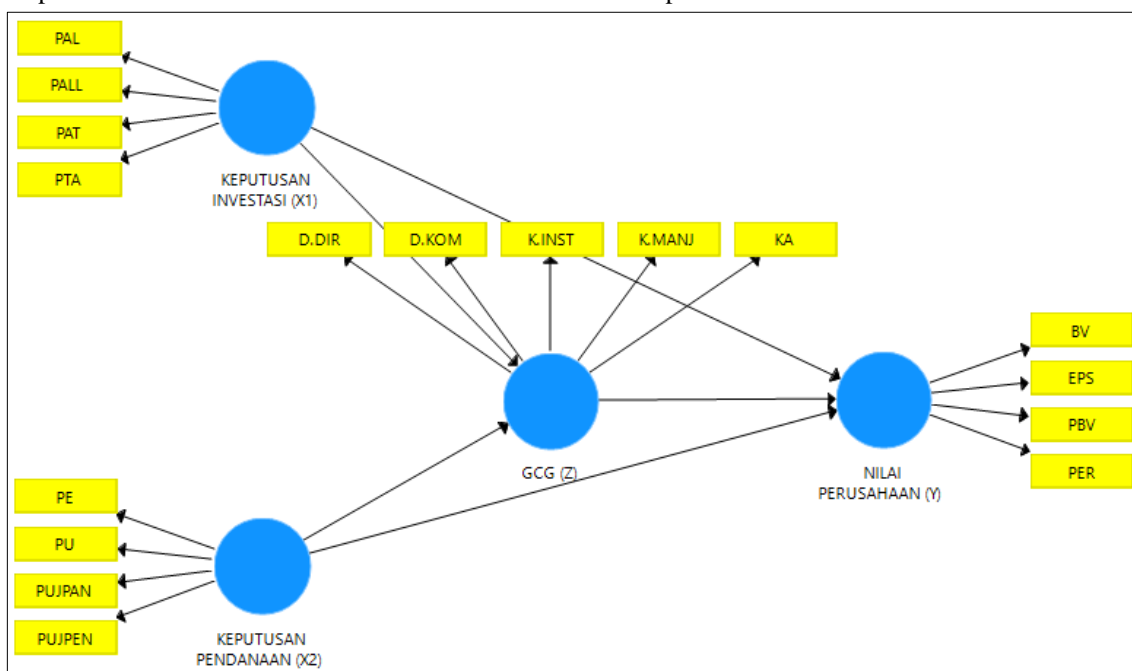 PAL
PALL
PAT
PTA
KEPUTUSAN
INVESTASI (X1)
D.DIR
D.KOM
K.INST
K.MANJ
KA
BV
EPS
PBV
PER
GCG (Z)
NILAI
PERUSAHAAN (Y)
PE
PU
PUJPAN
PUJPEN
KEPUTUSAN
PENDANAAN (X2)